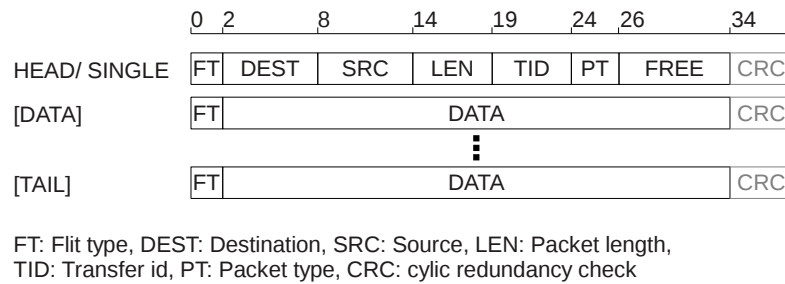 0 2 8 14 19 24 26 34
HEAD/ SINGLE FT DEST SRC LEN TID PT FREE CRC
[DATA] FT DATA CRC
[TAIL] FT DATA CRC
FT: Flit type, DEST: Destination, SRC: Source, LEN: Packet length,
TID: Transfer id, PT: Packet type, CRC: cylic redundancy check